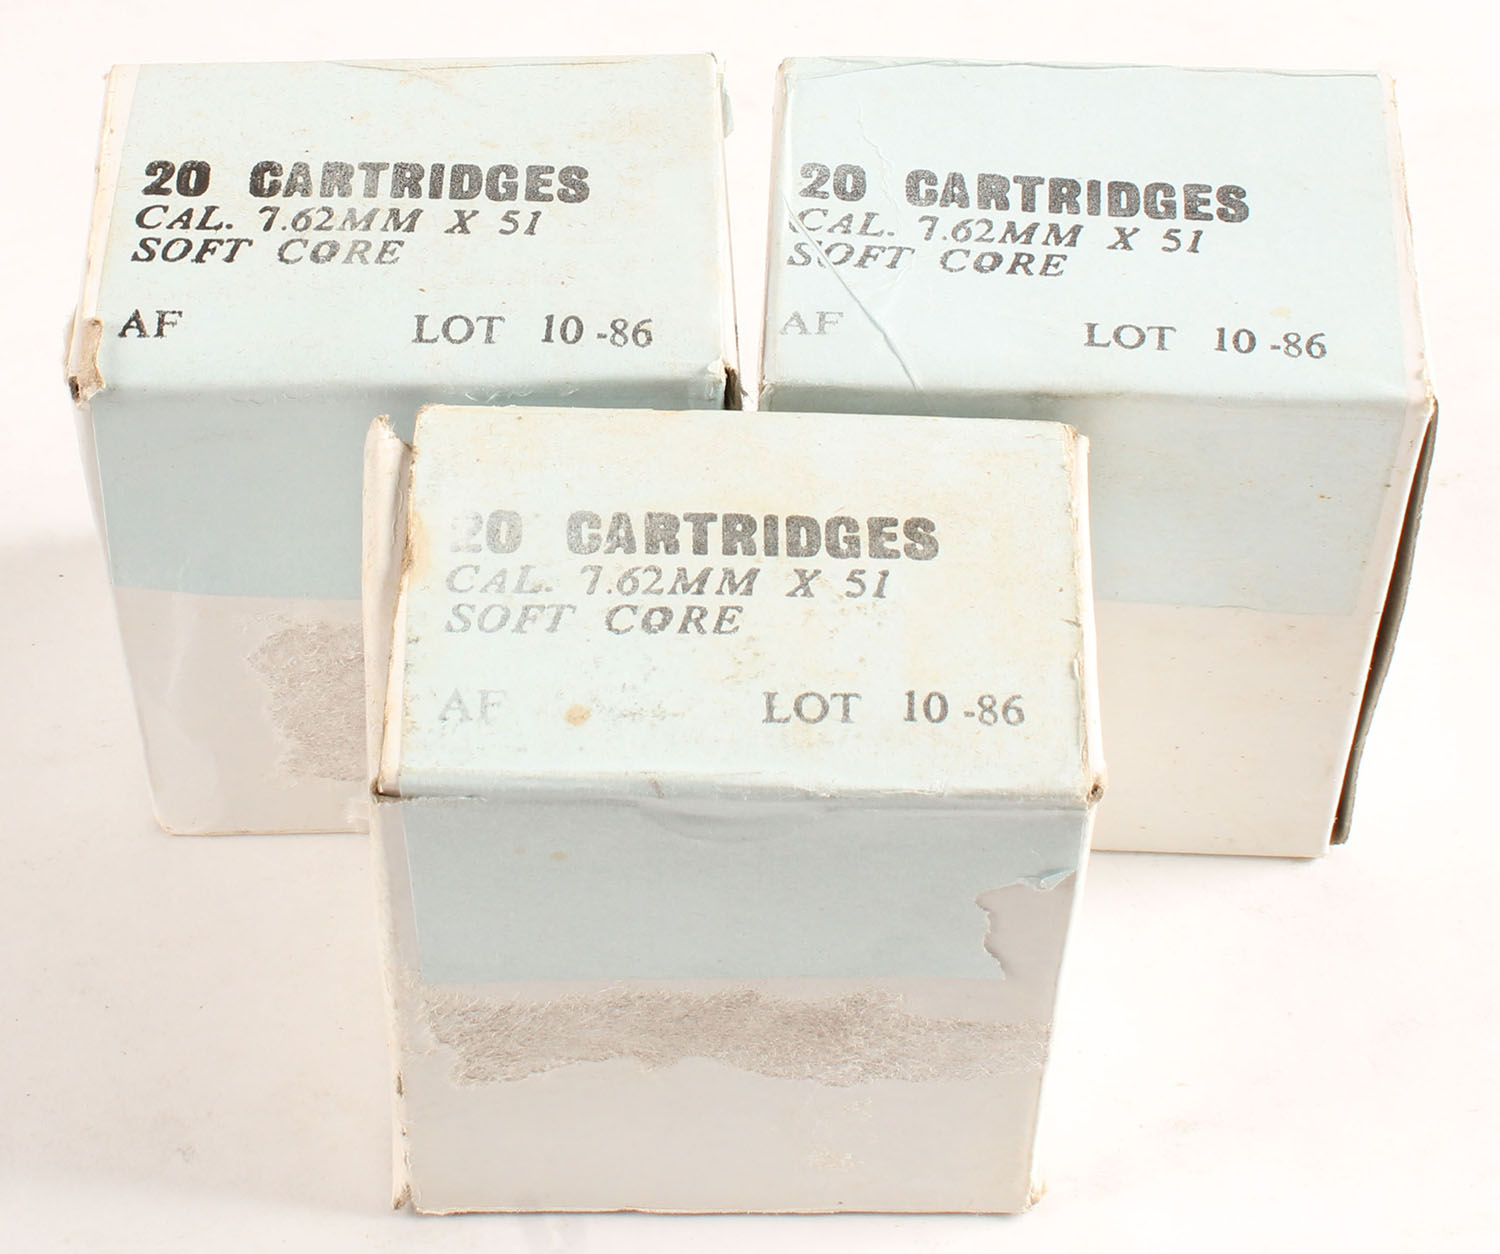 20 CARTRIDGES
CAL. 7.62MM X 51
SOFT CORE
AF LOT 10 -86
20 CARTRIDGES
CAL. 7.62MM X 51
SOFT CORE
AF LOT 10 -86
20 CARTRIDGES
CAL. 7.62MM X 51
SOFT CORE
AF LOT 10 -86